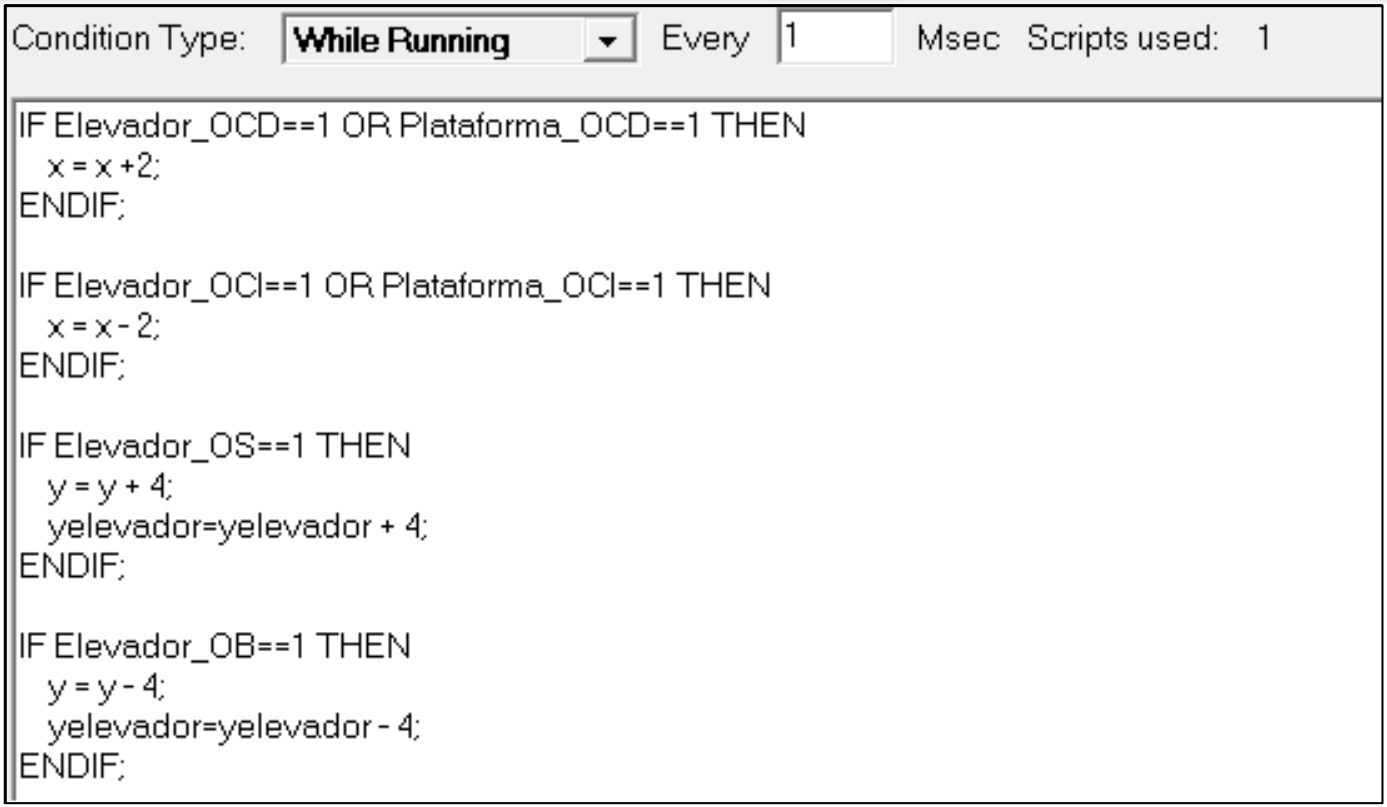 Condition Type: While Running Every 1 Msec Scripts used: 1
IF Elevador_OCD==1 OR Plataforma_OCD==1 THEN
x = x +2;
ENDIF;
IF Elevador_OCI==1 OR Plataforma_OCI==1 THEN
x = x - 2;
ENDIF;
IF Elevador_OS==1 THEN
y = y + 4;
yelevador=yelevador + 4;
ENDIF;
IF Elevador_OB==1 THEN
y = y - 4;
yelevador=yelevador - 4;
ENDIF;